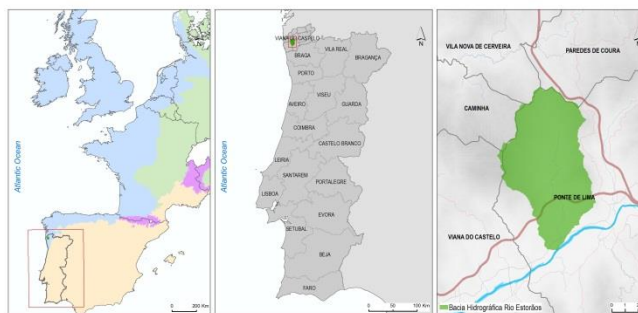 Atlantic Ocean
200 Km
Atlantic Ocean
N
VIANA DO CASTELO
VILA REAL
BRAGANÇA
BRAGA
PORTO
AVEIRO
VISEU
GUARDA
COIMBRA
CASTELO BRANCO
LEIRIA
SANTAREM
PORTALEGRE
LISBOA
EVORA
SETUBAL
BEJA
FARO
100 Km
N
VILA NOVA DE CERVEIRA
PAREDES DE COURA
CAMINHA
PONTE DE LIMA
VIANA DO CASTELO
Bacia Hidrográfica Rio Estorãos